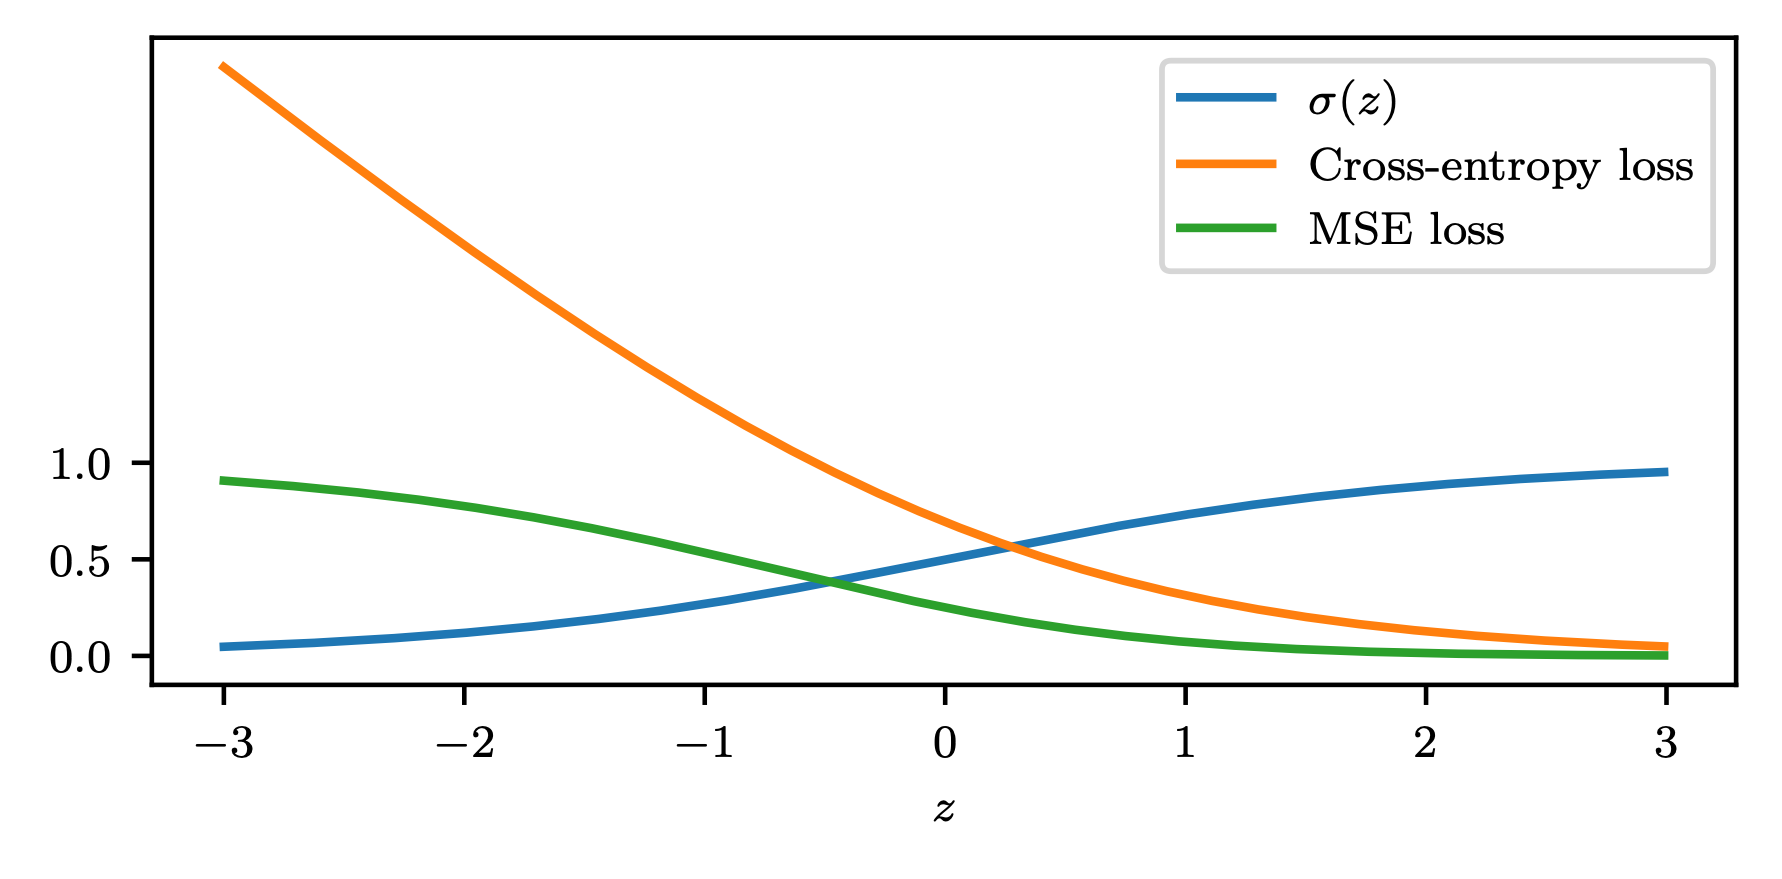 σ(z)
Cross-entropy loss
MSE loss
1.0
0.5
0.0
−3 −2 −1 0 1 2 3
z